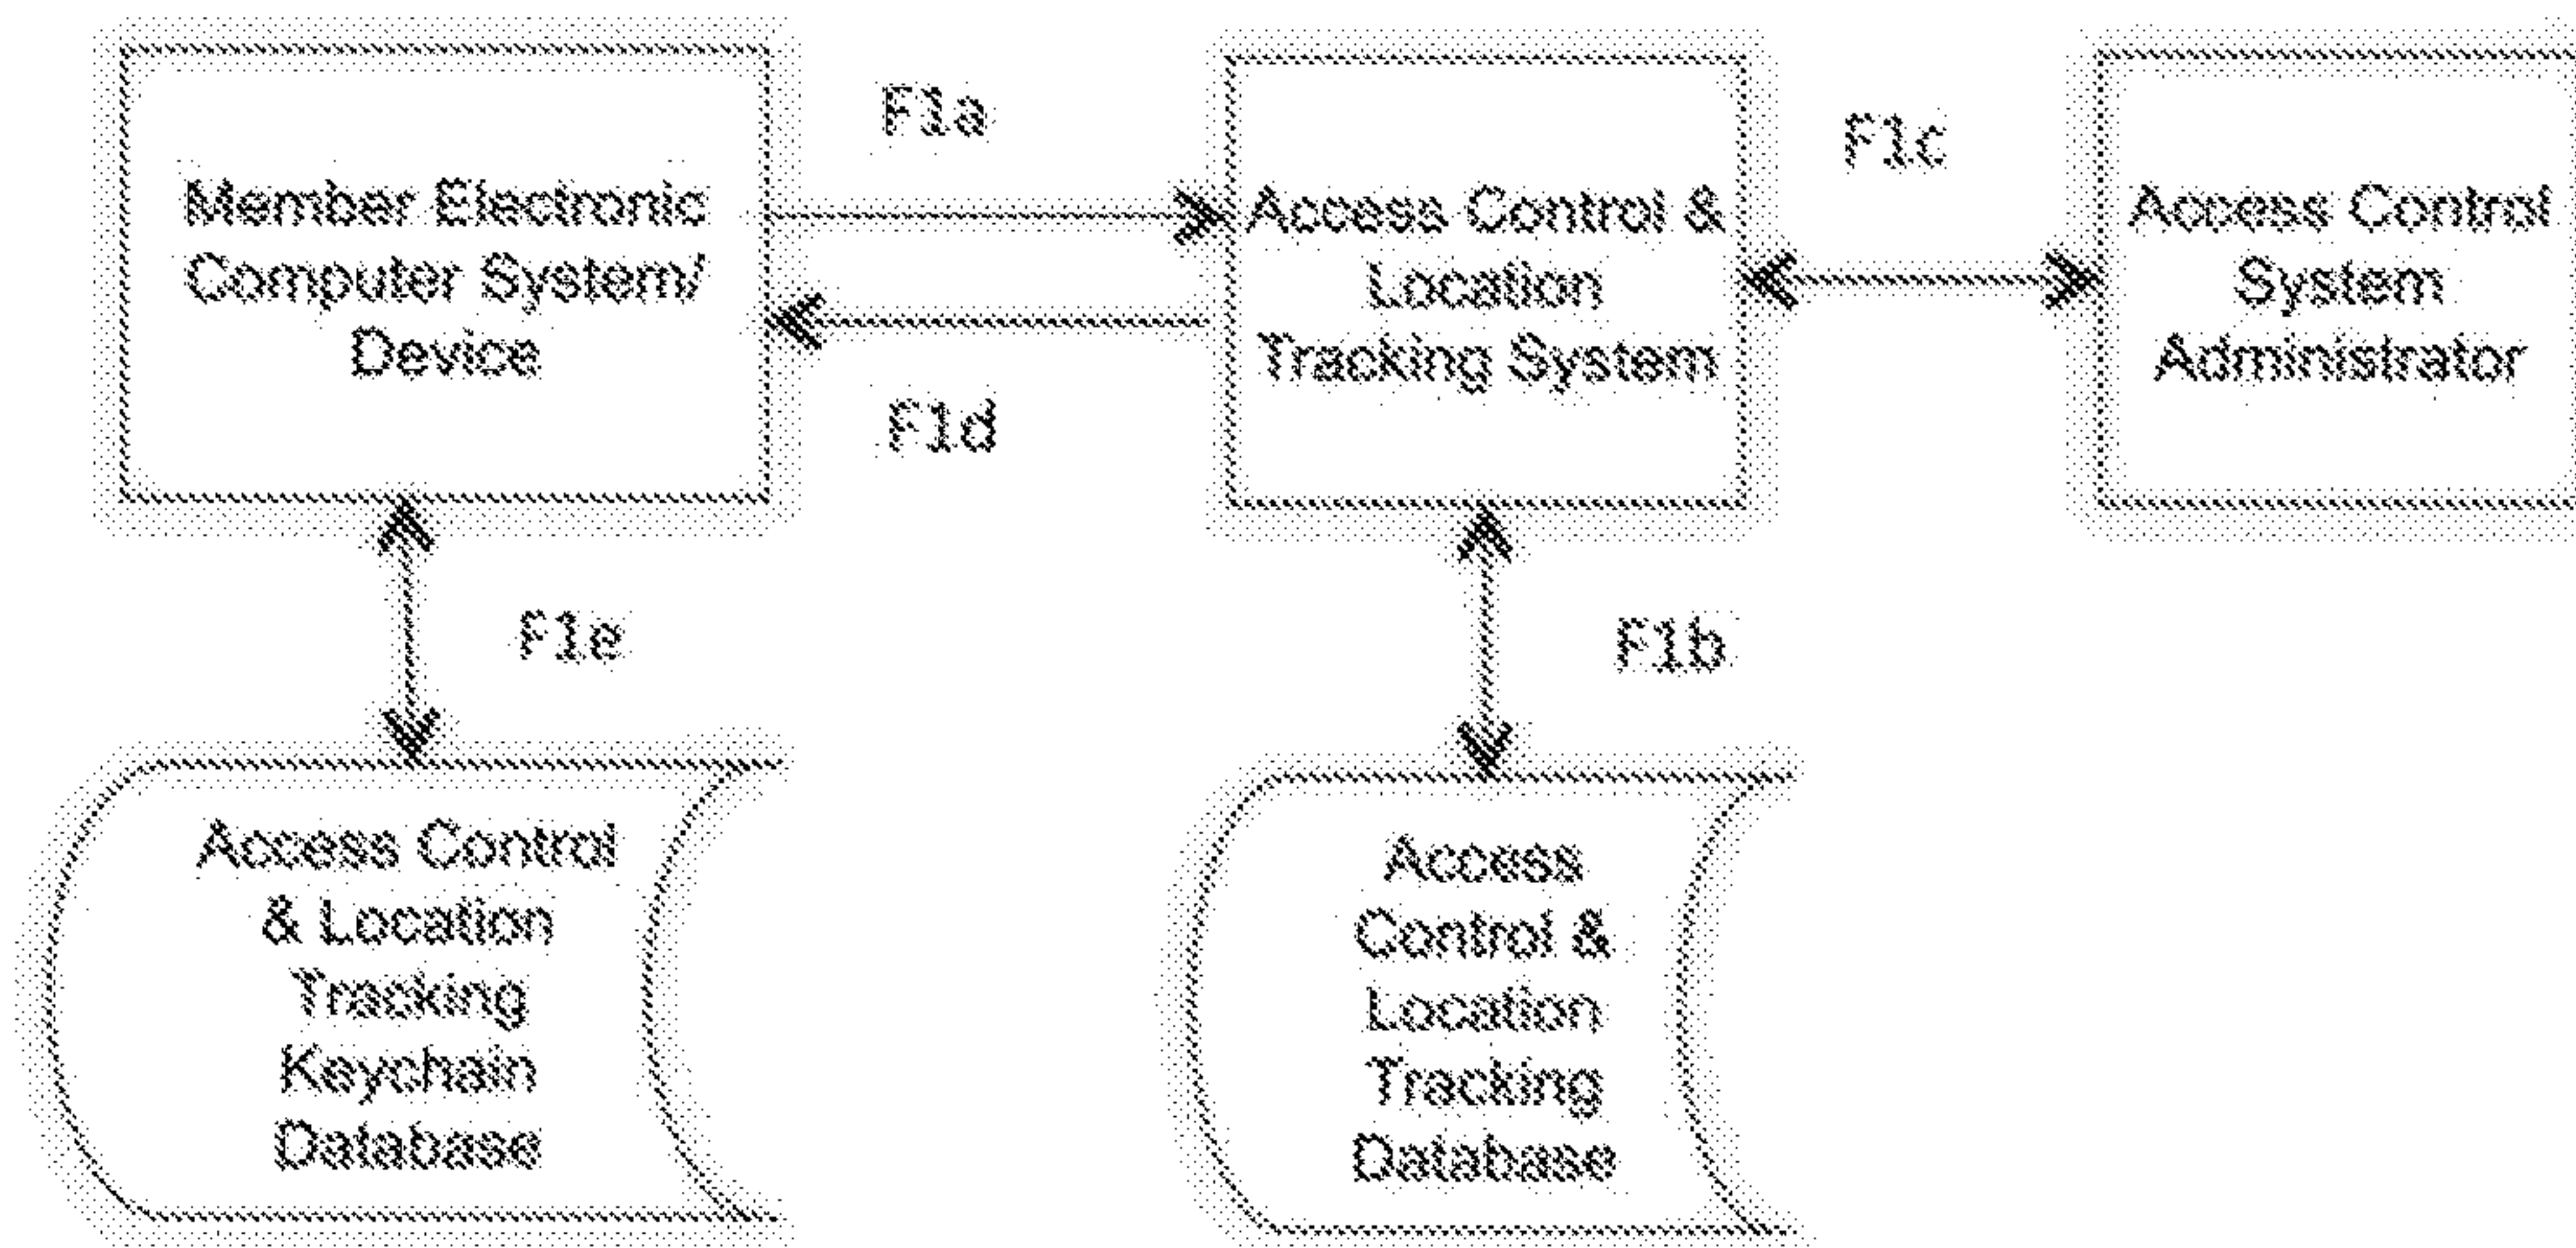 Member Electronic
Computer System/
Device
F1a
F1d
Access Control &
Location
Tracking System
F1c
Access Control
System
Administrator
F1e
F1b
Access Control
& Location
Tracking
Keychain
Database
Access
Control &
Location
Tracking
Database